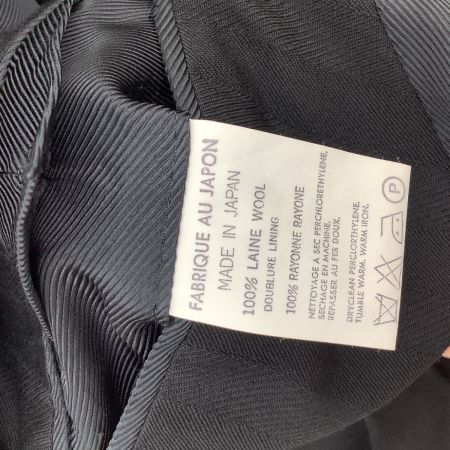 FABRIQUE AU JAPON
MADE IN JAPAN
100% LAINE WOOL
DOUBLURE LINING
100% RAYONNE RAYONE
NETTOYAGE A SEC PERCHLORETHYLENE.
SECHAGE EN MACHINE.
REPASSER AU FER DOUX.
DRYCLEAN PERCLORTHYLENE.
TUMBLE WARM. WARM IRON.
P